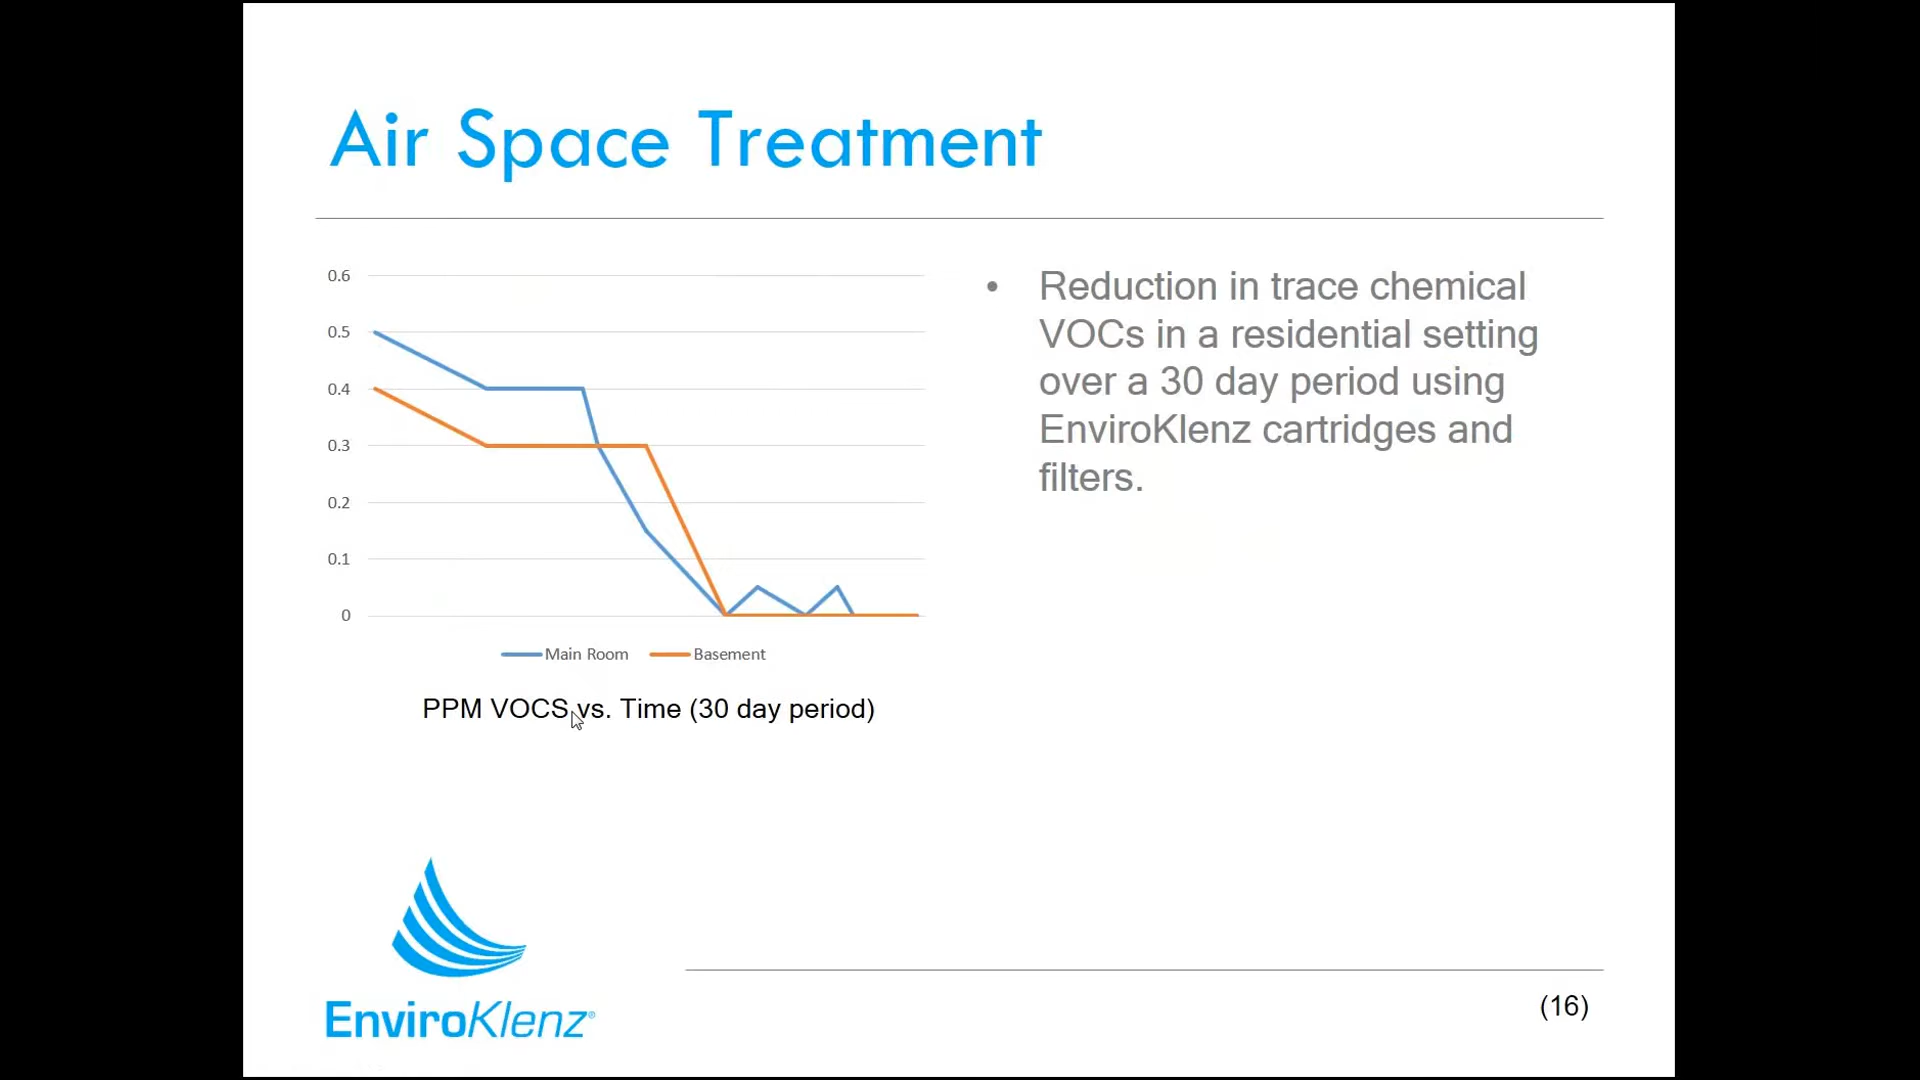 Air Space Treatment
0.6
0.5
0.4
0.3
0.2
0.1
0
Main Room Basement
PPM VOCS vs. Time (30 day period)
• Reduction in trace chemical
VOCs in a residential setting
over a 30 day period using
EnviroKlenz cartridges and
filters.
EnviroKlenz®
(16)